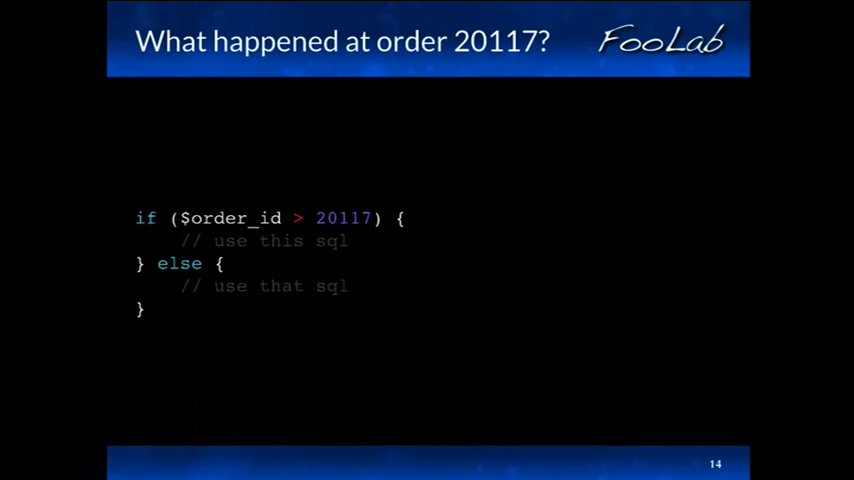 What happened at order 20117?
FooLab
if ($order_id > 20117) {
    // use this sql
} else {
    // use that sql
}
14